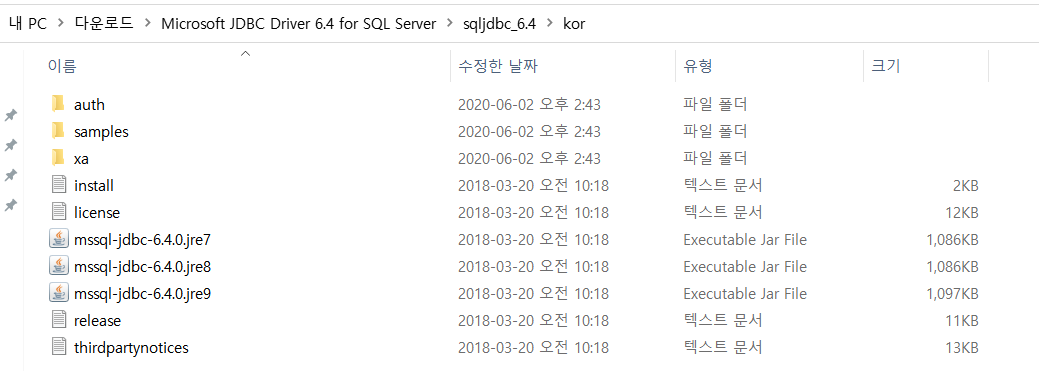 내 PC > 다운로드 > Microsoft JDBC Driver 6.4 for SQL Server > sqljdbc_6.4 > kor
이름 수정한 날짜 유형 크기
auth 2020-06-02 오후 2:43 파일 폴더
samples 2020-06-02 오후 2:43 파일 폴더
xa 2020-06-02 오후 2:43 파일 폴더
install 2018-03-20 오전 10:18 텍스트 문서 2KB
license 2018-03-20 오전 10:18 텍스트 문서 12KB
mssql-jdbc-6.4.0.jre7 2018-03-20 오전 10:18 Executable Jar File 1,086KB
mssql-jdbc-6.4.0.jre8 2018-03-20 오전 10:18 Executable Jar File 1,086KB
mssql-jdbc-6.4.0.jre9 2018-03-20 오전 10:18 Executable Jar File 1,097KB
release 2018-03-20 오전 10:18 텍스트 문서 11KB
thirdpartynotices 2018-03-20 오전 10:18 텍스트 문서 13KB